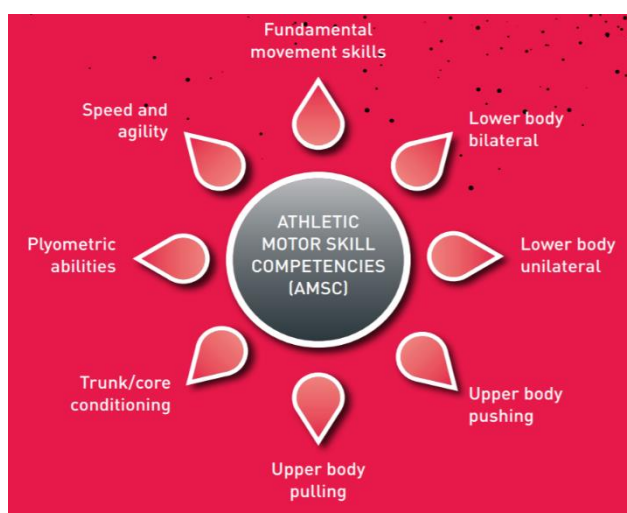 Fundamental
movement skills
Speed and
agility
Lower body
bilateral
ATHLETIC
MOTOR SKILL
COMPETENCIES
(AMSC)
Plyometric
abilities
Lower body
unilateral
Trunk/core
conditioning
Upper body
pushing
Upper body
pulling